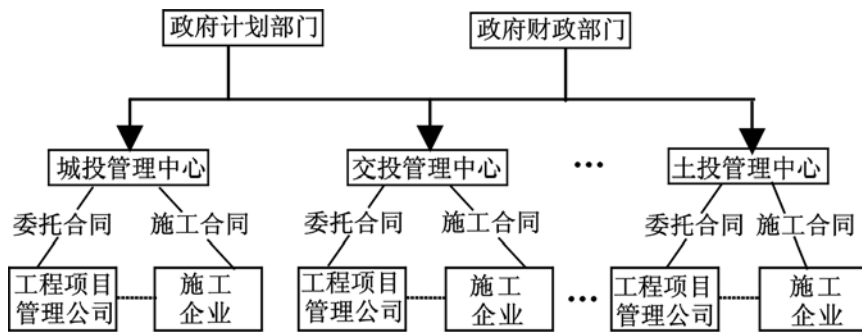 政府计划部门 政府财政部门
城投管理中心 交投管理中心 … 土投管理中心
委托合同 施工合同 委托合同 施工合同 委托合同 施工合同
工程项目 施工 工程项目 施工 … 工程项目 施工
管理公司 企业 管理公司 企业 管理公司 企业